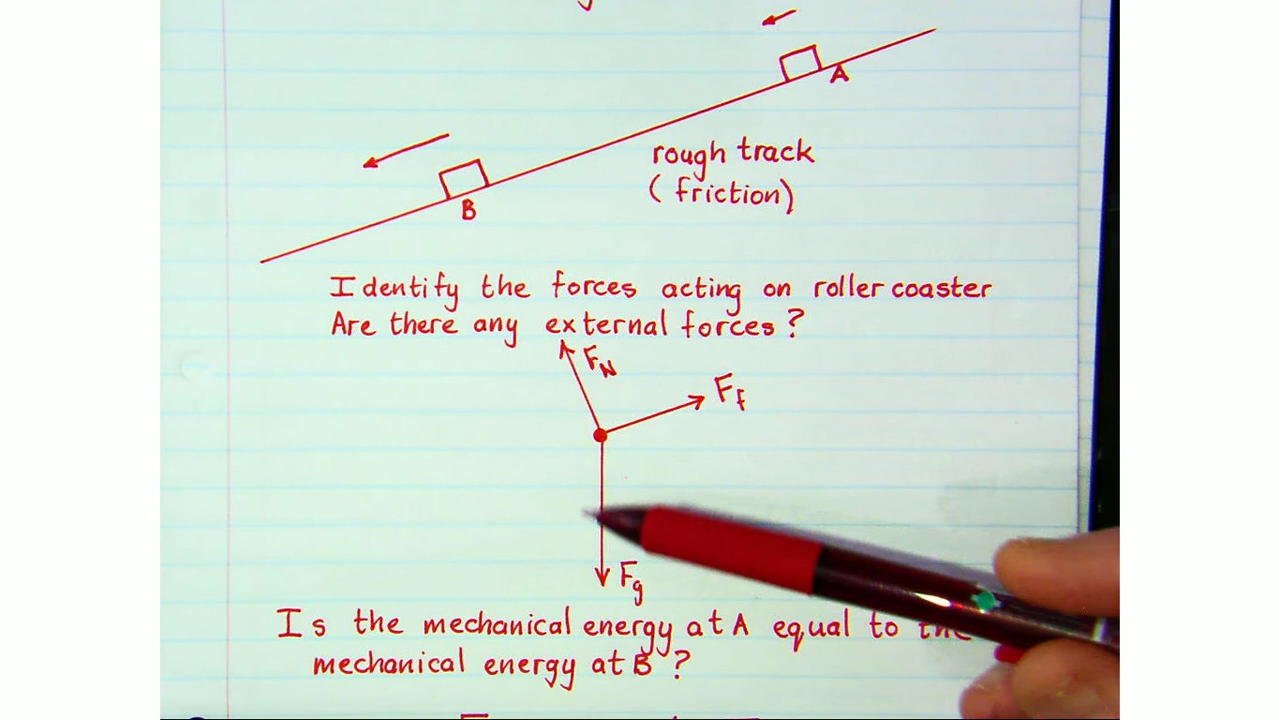 A
B
rough track
(friction)
Identify the forces acting on roller coaster
Are there any external forces?
FN
Ff
Fg
Is the mechanical energy at A equal to the
mechanical energy at B ?